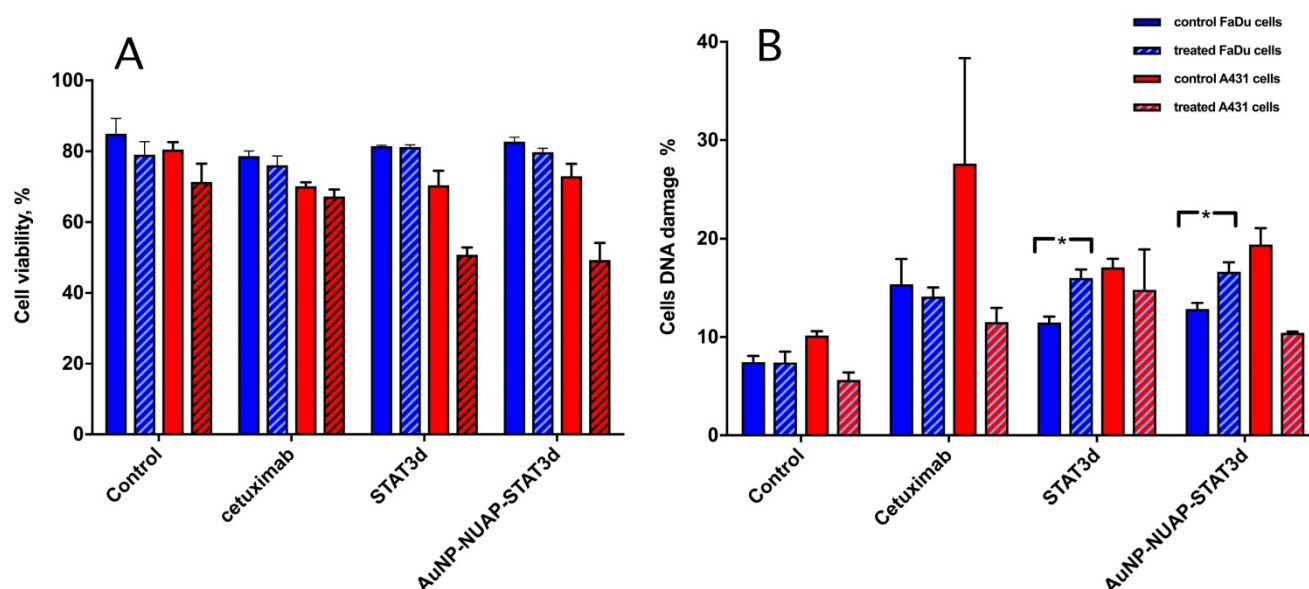 A
Cell viability, %
100
80
60
40
20
0
Control
cetuximab
STAT3d
AuNP-NUAP-STAT3d
B
control FaDu cells
treated FaDu cells
control A431 cells
treated A431 cells
Cells DNA damage %
40
30
20
10
0
*
*
Control
Cetuximab
STAT3d
AuNP-NUAP-STAT3d